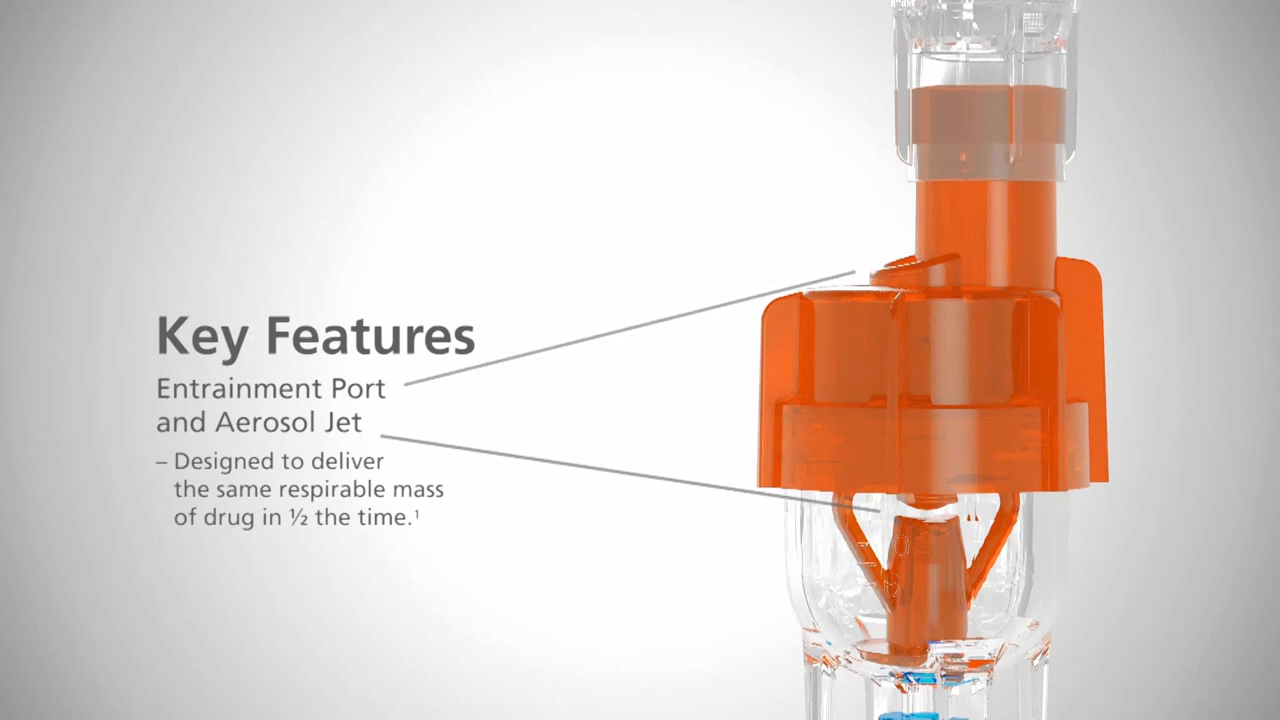 Key Features
Entrainment Port
and Aerosol Jet
– Designed to deliver
the same respirable mass
of drug in ½ the time.¹